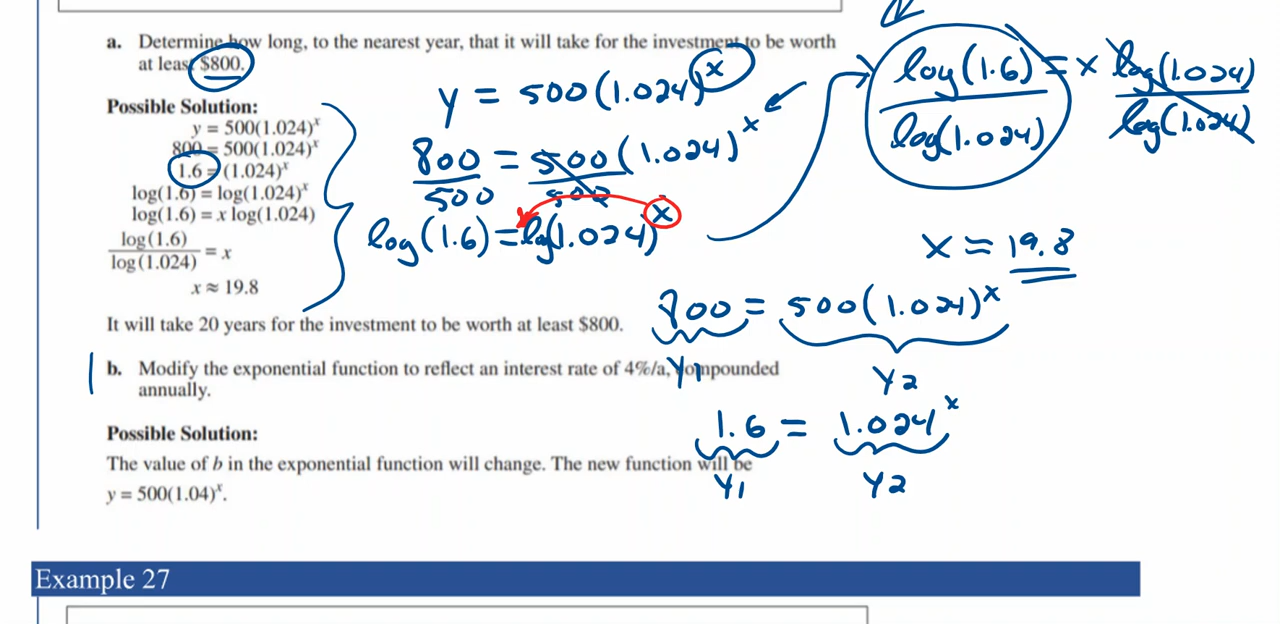 a. Determine how long, to the nearest year, that it will take for the investment to be worth
at least $800.
Possible Solution:
y = 500(1.024)ˣ
800 = 500(1.024)ˣ
1.6 = (1.024)ˣ
log(1.6) = log(1.024)ˣ
log(1.6) = x log(1.024)
log(1.6)
log(1.024) = x
x ≈ 19.8
It will take 20 years for the investment to be worth at least $800.
b. Modify the exponential function to reflect an interest rate of 4%/a, compounded
annually.
Possible Solution:
The value of b in the exponential function will change. The new function will be
y = 500(1.04)ˣ.
y = 500(1.024)ˣ
800 = 500(1.024)ˣ
500 500
log(1.6) = log(1.024)ˣ
log(1.6) = x log(1.024)
log(1.024) log(1.024)
x ≈ 19.8
800 = 500(1.024)ˣ
Y1 Y2
1.6 = 1.024ˣ
Y1 Y2
Example 27